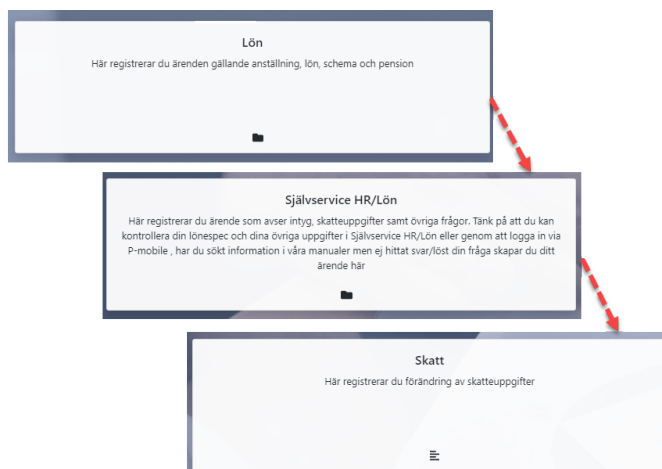 Lön
Här registrerar du ärenden gällande anställning, lön, schema och pension
Självservice HR/Lön
Här registrerar du ärende som avser intyg, skatteuppgifter samt övriga frågor. Tänk på att du kan
kontrollera din lönespec och dina övriga uppgifter i Självservice HR/Lön eller genom att logga in via
P-mobile , har du sökt information i våra manualer men ej hittat svar/löst din fråga skapar du ditt
ärende här
Skatt
Här registrerar du förändring av skatteuppgifter